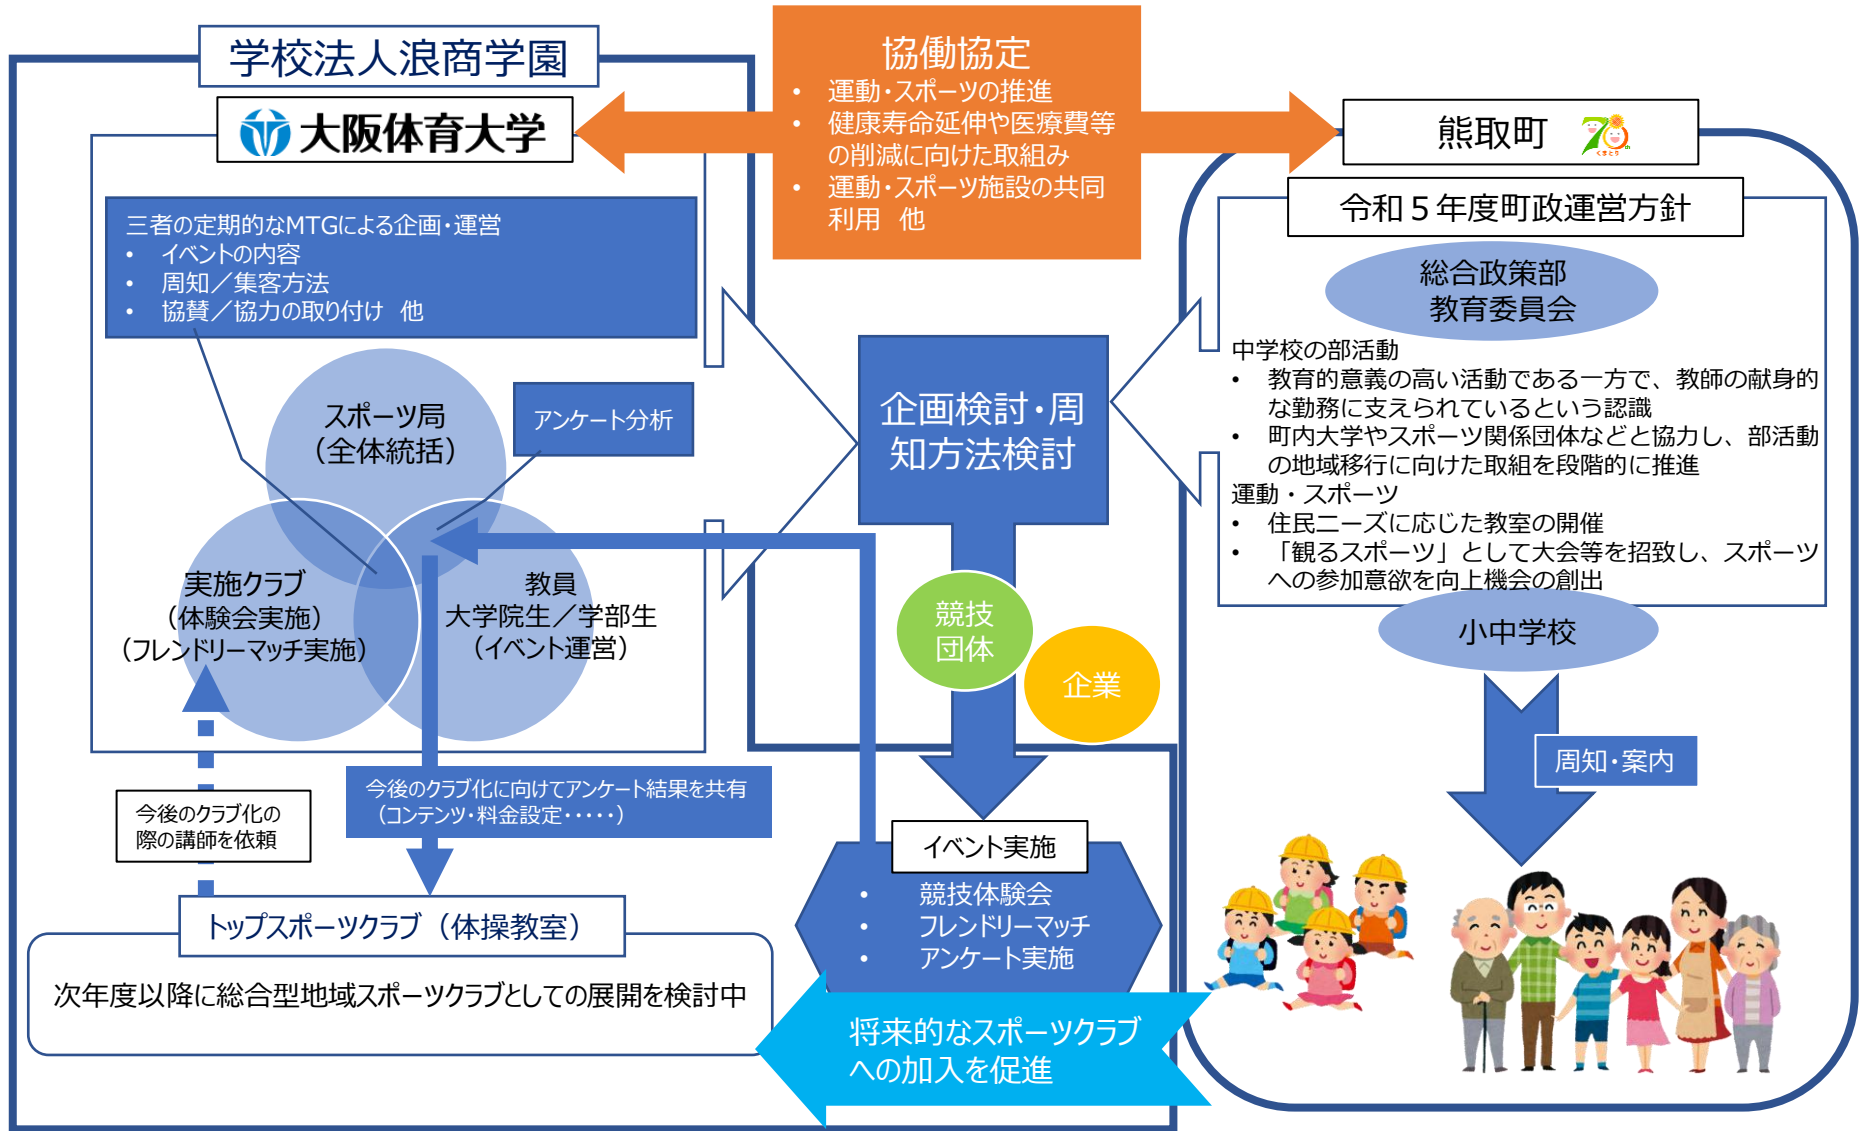 学校法人浪商学園
大阪体育大学
協働協定
• 運動・スポーツの推進
• 健康寿命延伸や医療費等
の削減に向けた取組み
• 運動・スポーツ施設の共同
利用 他
熊取町
70th
くまとり
令和5年度町政運営方針
三者の定期的なMTGによる企画・運営
• イベントの内容
• 周知/集客方法
• 協賛/協力の取り付け 他
スポーツ局
（全体統括）
アンケート分析
実施クラブ
（体験会実施）
（フレンドリーマッチ実施）
教員
大学院生/学部生
（イベント運営）
企画検討・周
知方法検討
総合政策部
教育委員会
中学校の部活動
• 教育的意義の高い活動である一方で、教師の献身的
な勤務に支えられているという認識
• 町内大学やスポーツ関係団体などと協力し、部活動
の地域移行に向けた取組を段階的に推進
運動・スポーツ
• 住民ニーズに応じた教室の開催
• 「観るスポーツ」として大会等を招致し、スポーツ
への参加意欲を向上機会の創出
小中学校
競技
団体
企業
周知・案内
今後のクラブ化の
際の講師を依頼
今後のクラブ化に向けてアンケート結果を共有
（コンテンツ・料金設定・・・・・）
イベント実施
• 競技体験会
• フレンドリーマッチ
• アンケート実施
トップスポーツクラブ（体操教室）
次年度以降に総合型地域スポーツクラブとしての展開を検討中
将来的なスポーツクラブ
への加入を促進